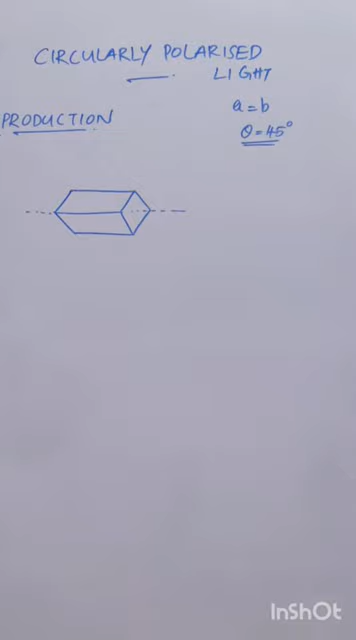 CIRCULARLY POLARISED
LIGHT
a = b
PRODUCTION
θ = 45°
InShOt